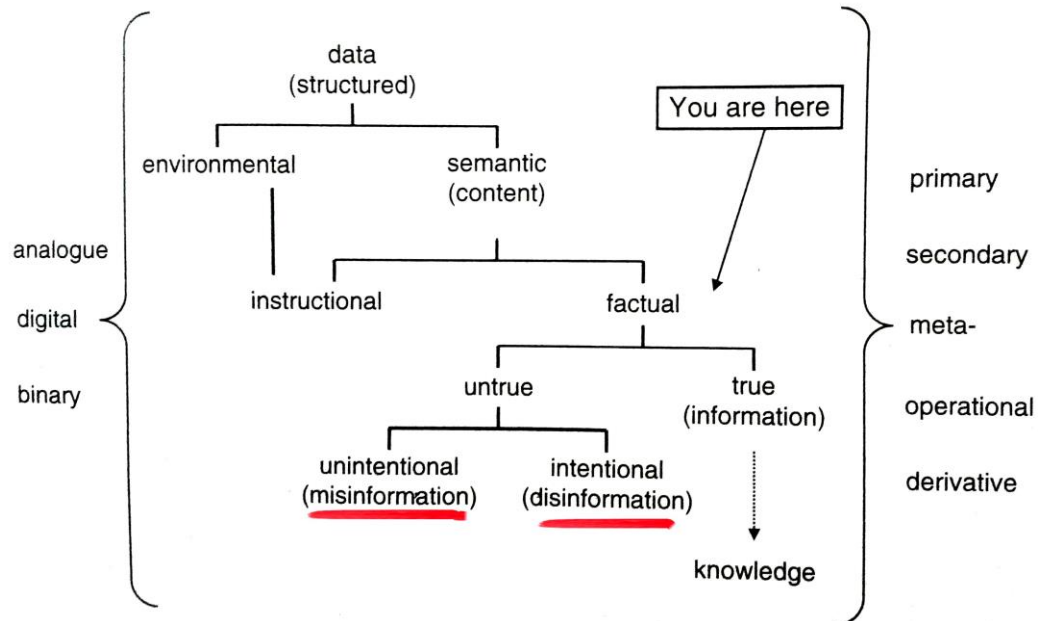 data
(structured)
You are here
environmental
semantic
(content)
primary
analogue
secondary
instructional
factual
digital
meta-
untrue
true
(information)
binary
operational
unintentional
(misinformation)
intentional
(disinformation)
derivative
knowledge